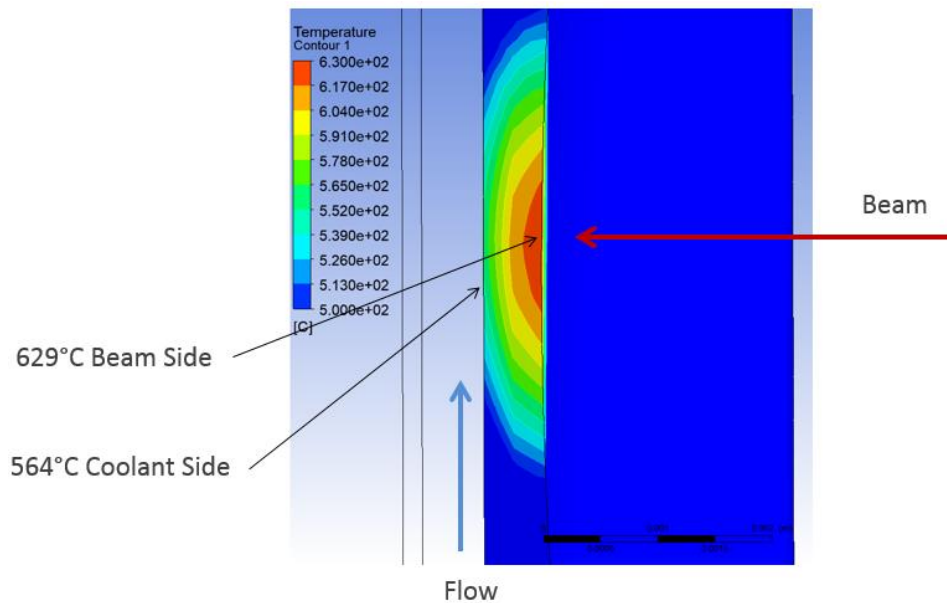 Temperature
Contour 1
6.300e+02
6.170e+02
6.040e+02
5.910e+02
5.780e+02
5.650e+02
5.520e+02
5.390e+02
5.260e+02
5.130e+02
5.000e+02
[C]
Beam
629°C Beam Side
564°C Coolant Side
Flow